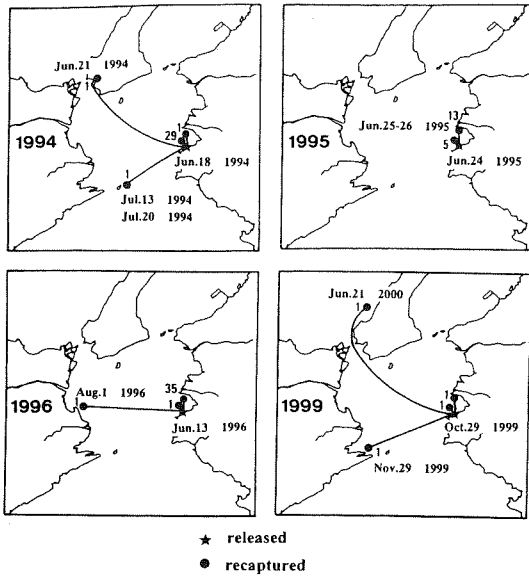 Jun.21 1994
1
1994
1
29
Jun.18 1994
1
Jul.13 1994
Jul.20 1994
1995
13
Jun.25-26 1995
5
Jun.24 1995
1996
Aug.1 1996
1
35
1
Jun.13 1996
1999
Jun.21 2000
1
1
1
Oct.29 1999
1
Nov.29 1999
★ released
● recaptured